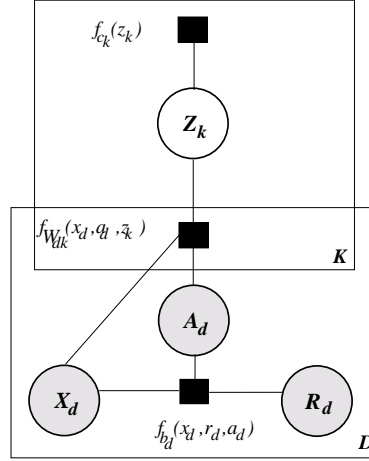 f_{c_k}(z_k)
Z_k
f_{W_{dk}}(x_d,a_d,z_k)
K
A_d
X_d
R_d
f_{b_d}(x_d,r_d,a_d)
D